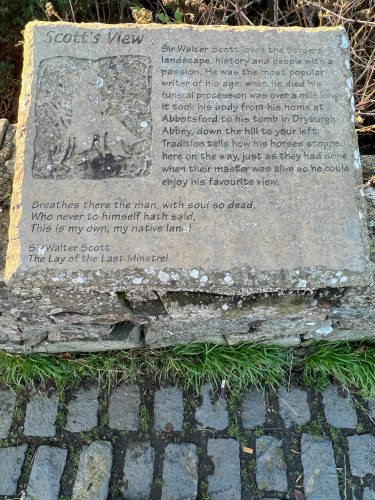 Scott's View
Sir Walter Scott loved the Borders
landscape, history and people with a
passion. He was the most popular
writer of his age; when he died his
funeral procession was over a mile long.
It took his body from his home at
Abbotsford to his tomb in Dryburgh
Abbey, down the hill to your left.
Tradition tells how his horses stopped
here on the way, just as they had done
when their master was alive so he could
enjoy his favourite view.
Breathes there the man, with soul so dead,
Who never to himself hath said,
This is my own, my native land!
Sir Walter Scott
The Lay of the Last Minstrel